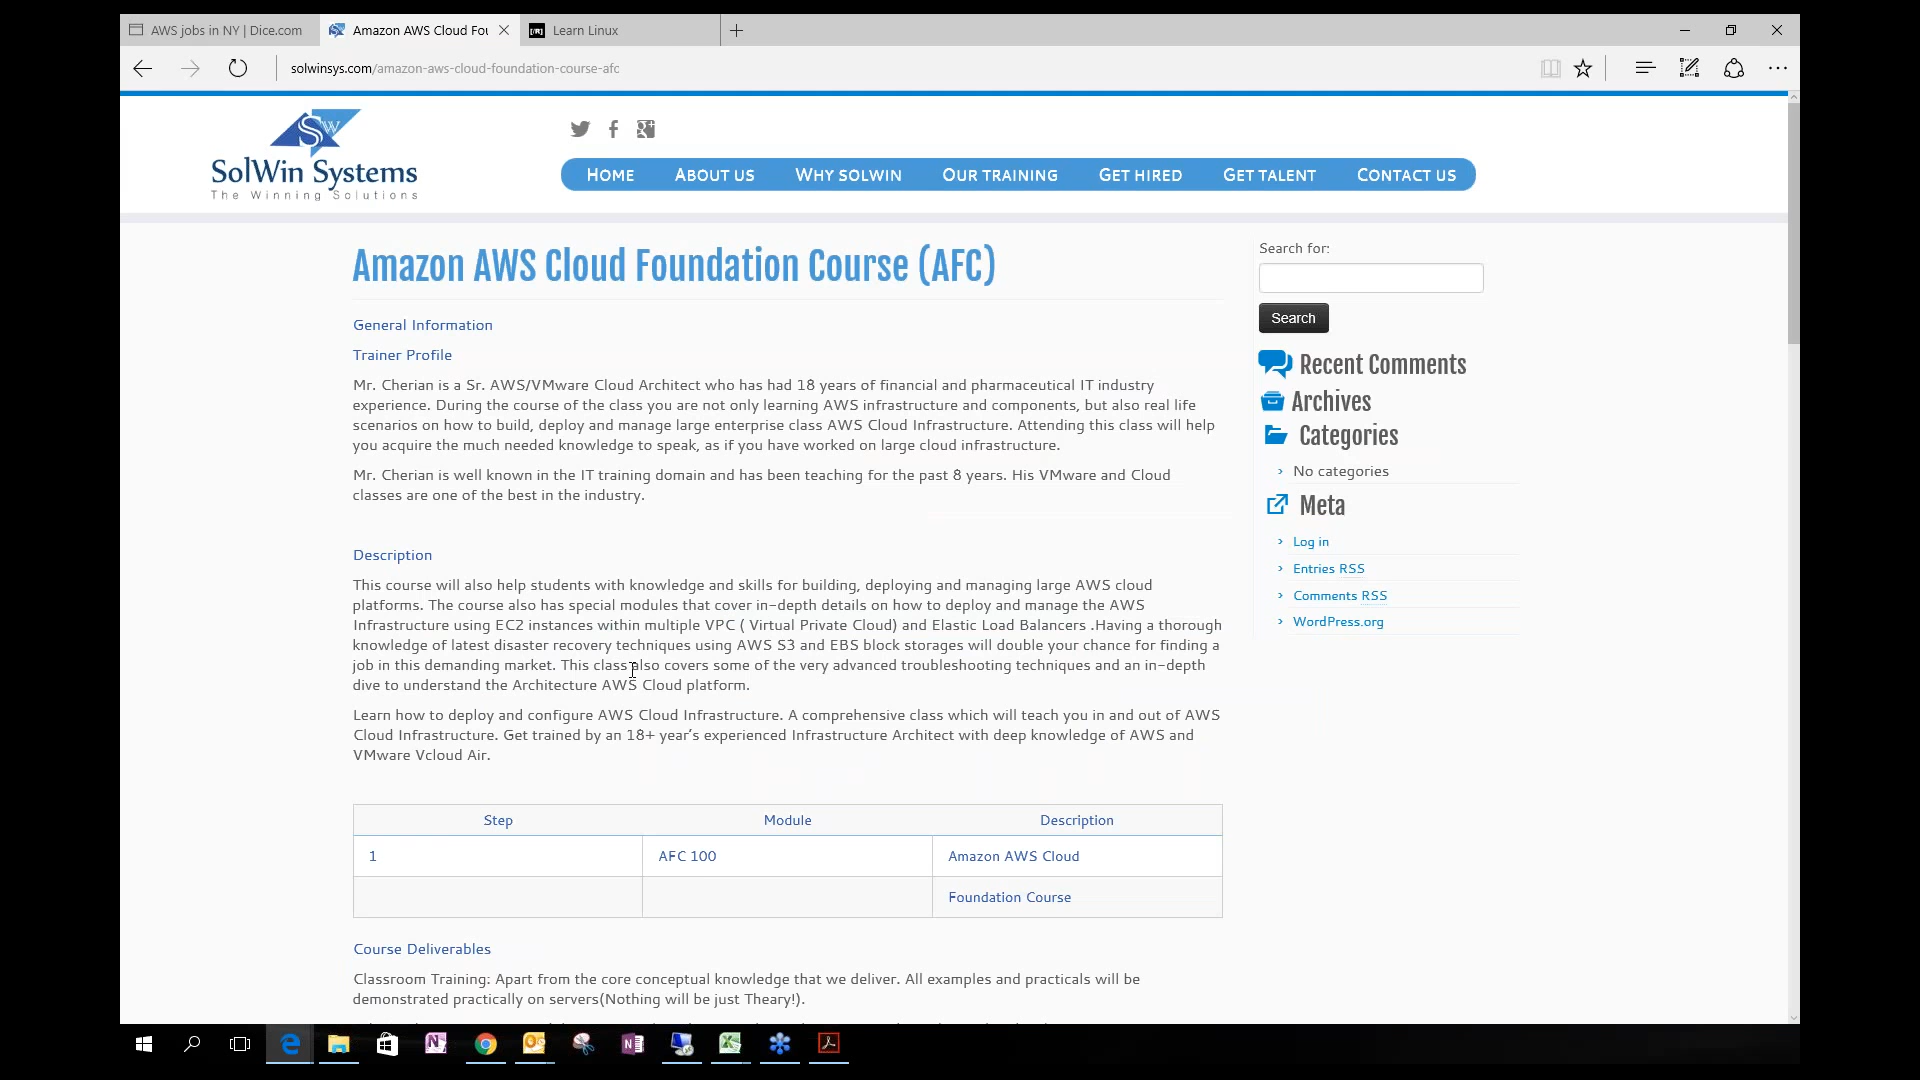 AWS jobs in NY | Dice.com
Amazon AWS Cloud Fou
Learn Linux
solwinsys.com/amazon-aws-cloud-foundation-course-afc
SW
SolWin Systems
The Winning Solutions
HOME ABOUT US WHY SOLWIN OUR TRAINING GET HIRED GET TALENT CONTACT US
Amazon AWS Cloud Foundation Course (AFC)
General Information
Trainer Profile
Mr. Cherian is a Sr. AWS/VMware Cloud Architect who has had 18 years of financial and pharmaceutical IT industry
experience. During the course of the class you are not only learning AWS infrastructure and components, but also real life
scenarios on how to build, deploy and manage large enterprise class AWS Cloud Infrastructure. Attending this class will help
you acquire the much needed knowledge to speak, as if you have worked on large cloud infrastructure.
Mr. Cherian is well known in the IT training domain and has been teaching for the past 8 years. His VMware and Cloud
classes are one of the best in the industry.
Description
This course will also help students with knowledge and skills for building, deploying and managing large AWS cloud
platforms. The course also has special modules that cover in-depth details on how to deploy and manage the AWS
Infrastructure using EC2 instances within multiple VPC ( Virtual Private Cloud) and Elastic Load Balancers .Having a thorough
knowledge of latest disaster recovery techniques using AWS S3 and EBS block storages will double your chance for finding a
job in this demanding market. This class also covers some of the very advanced troubleshooting techniques and an in-depth
dive to understand the Architecture AWS Cloud platform.
Learn how to deploy and configure AWS Cloud Infrastructure. A comprehensive class which will teach you in and out of AWS
Cloud Infrastructure. Get trained by an 18+ year's experienced Infrastructure Architect with deep knowledge of AWS and
VMware Vcloud Air.
Step Module Description
1 AFC 100 Amazon AWS Cloud
Foundation Course
Course Deliverables
Classroom Training: Apart from the core conceptual knowledge that we deliver. All examples and practicals will be
demonstrated practically on servers(Nothing will be just Theary!).
Search for:
Search
Recent Comments
Archives
Categories
No categories
Meta
Log in
Entries RSS
Comments RSS
WordPress.org